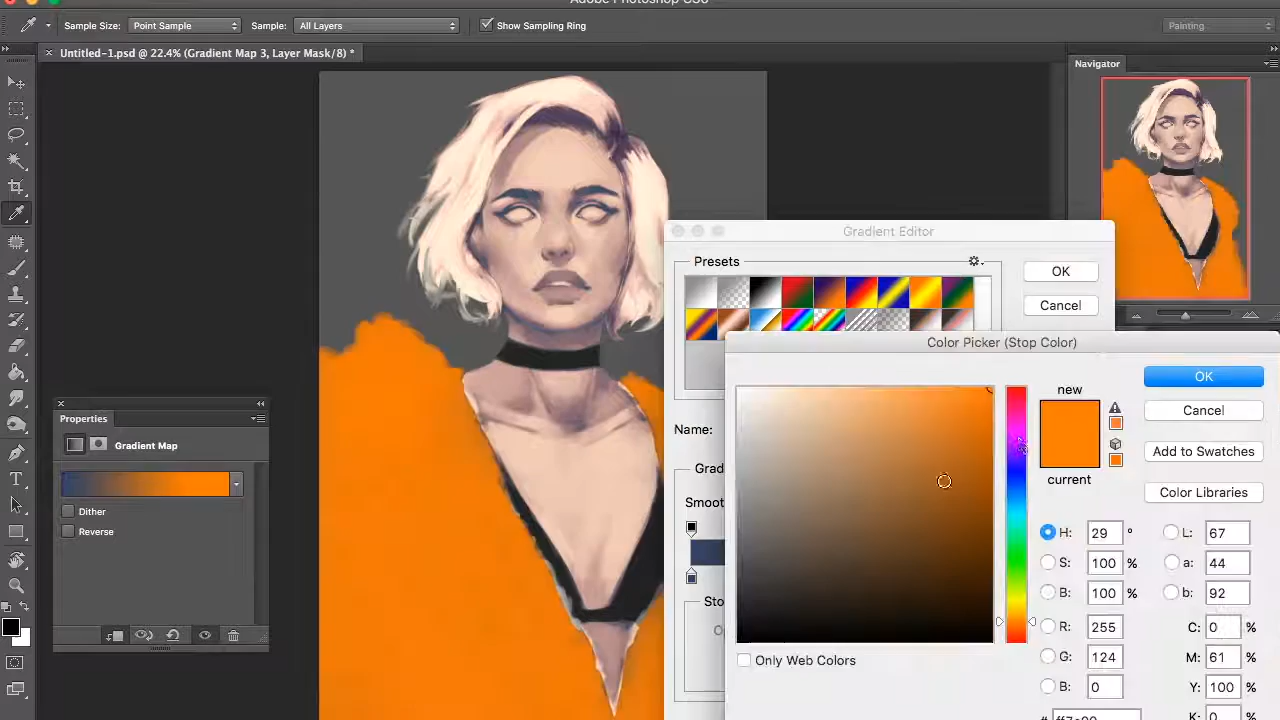 Adobe Photoshop CS6
Sample Size: Point Sample Sample: All Layers Show Sampling Ring Painting
× Untitled-1.psd @ 22.4% (Gradient Map 3, Layer Mask/8) *
Navigator
Gradient Editor
Presets
OK
Cancel
Color Picker (Stop Color)
new
OK
Cancel
Add to Swatches
current
Color Libraries
Name:
Properties
Gradient Map
Dither
Reverse
Grad
Smoot
Sto
Op
H: 29 °
S: 100 %
B: 100 %
R: 255
G: 124
B: 0
L: 67
a: 44
b: 92
C: 0 %
M: 61 %
Y: 100 %
K: 0 %
Only Web Colors
# ff7c00
T